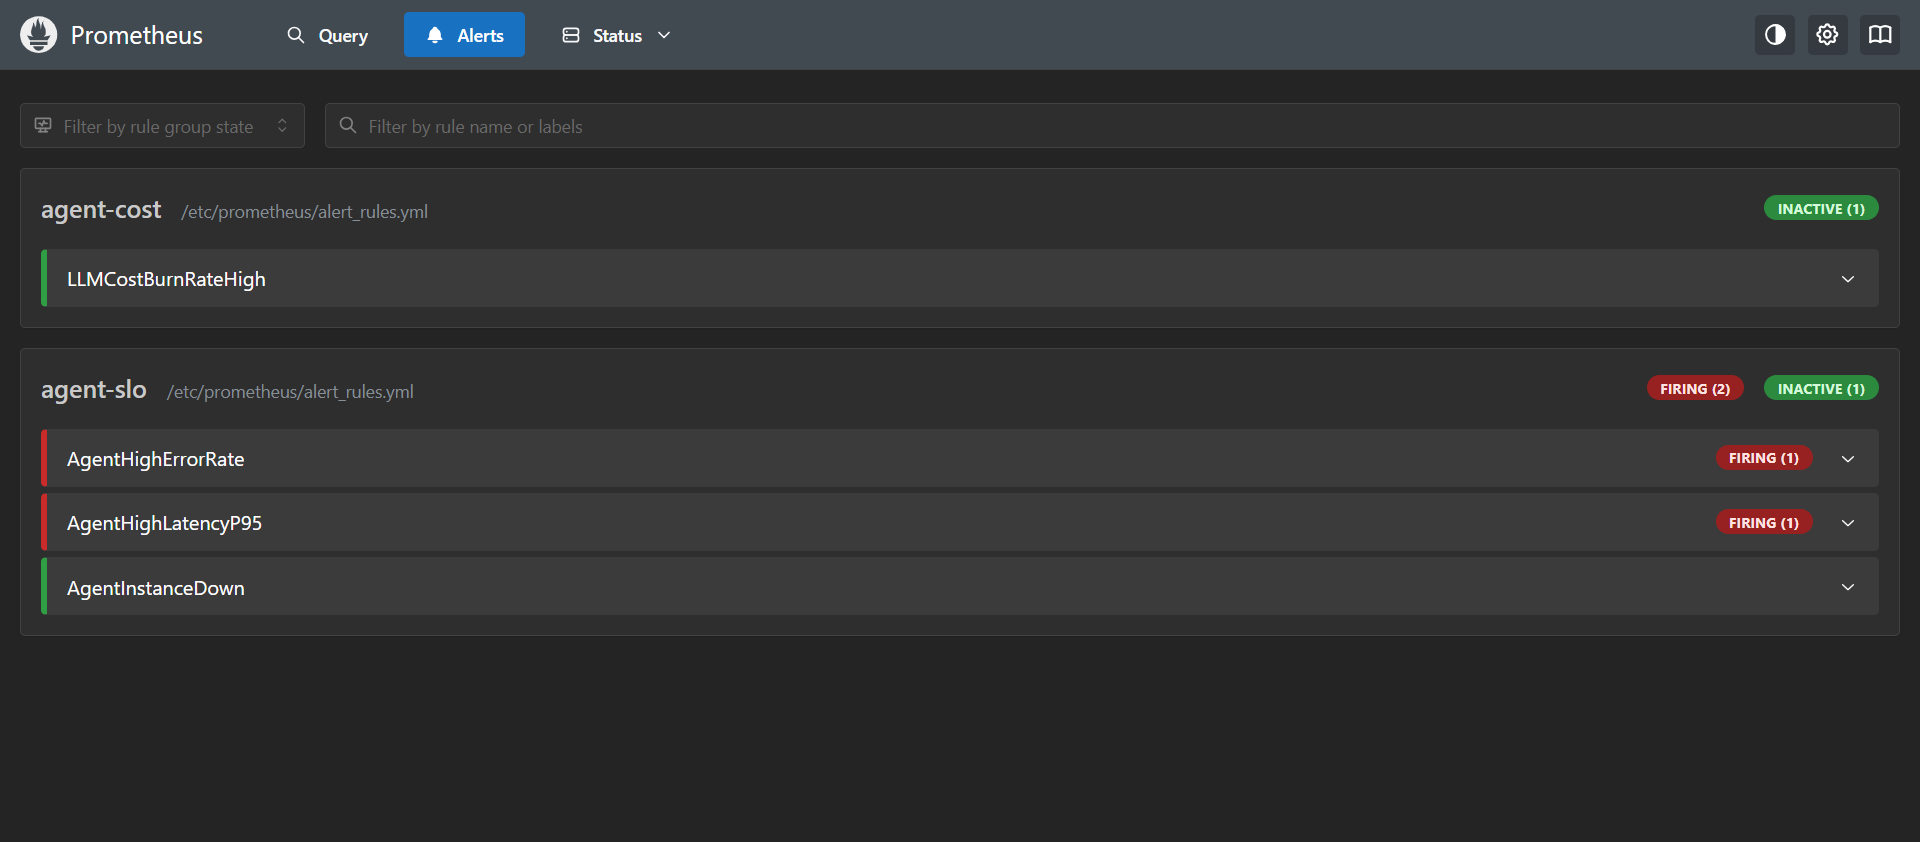 Prometheus Query Alerts Status
Filter by rule group state Filter by rule name or labels
agent-cost /etc/prometheus/alert_rules.yml INACTIVE (1)
LLMCostBurnRateHigh
agent-slo /etc/prometheus/alert_rules.yml FIRING (2) INACTIVE (1)
AgentHighErrorRate FIRING (1)
AgentHighLatencyP95 FIRING (1)
AgentInstanceDown